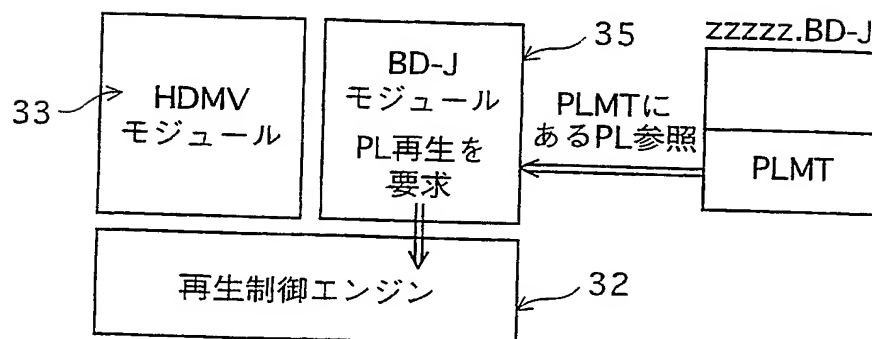 zzzzz.BD-J
35
BD-J
モジュール
33
HDMV
モジュール
PLMTに
あるPL参照
PL再生を
要求
PLMT
再生制御エンジン
32